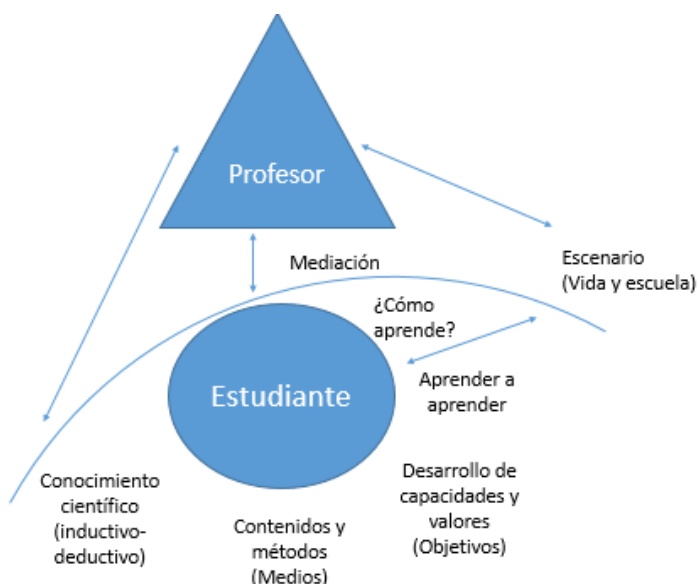 Profesor
Mediación
Escenario
(Vida y escuela)
¿Cómo
aprende?
Estudiante
Aprender a
aprender
Conocimiento
científico
(inductivo-
deductivo)
Contenidos y
métodos
(Medios)
Desarrollo de
capacidades y
valores
(Objetivos)